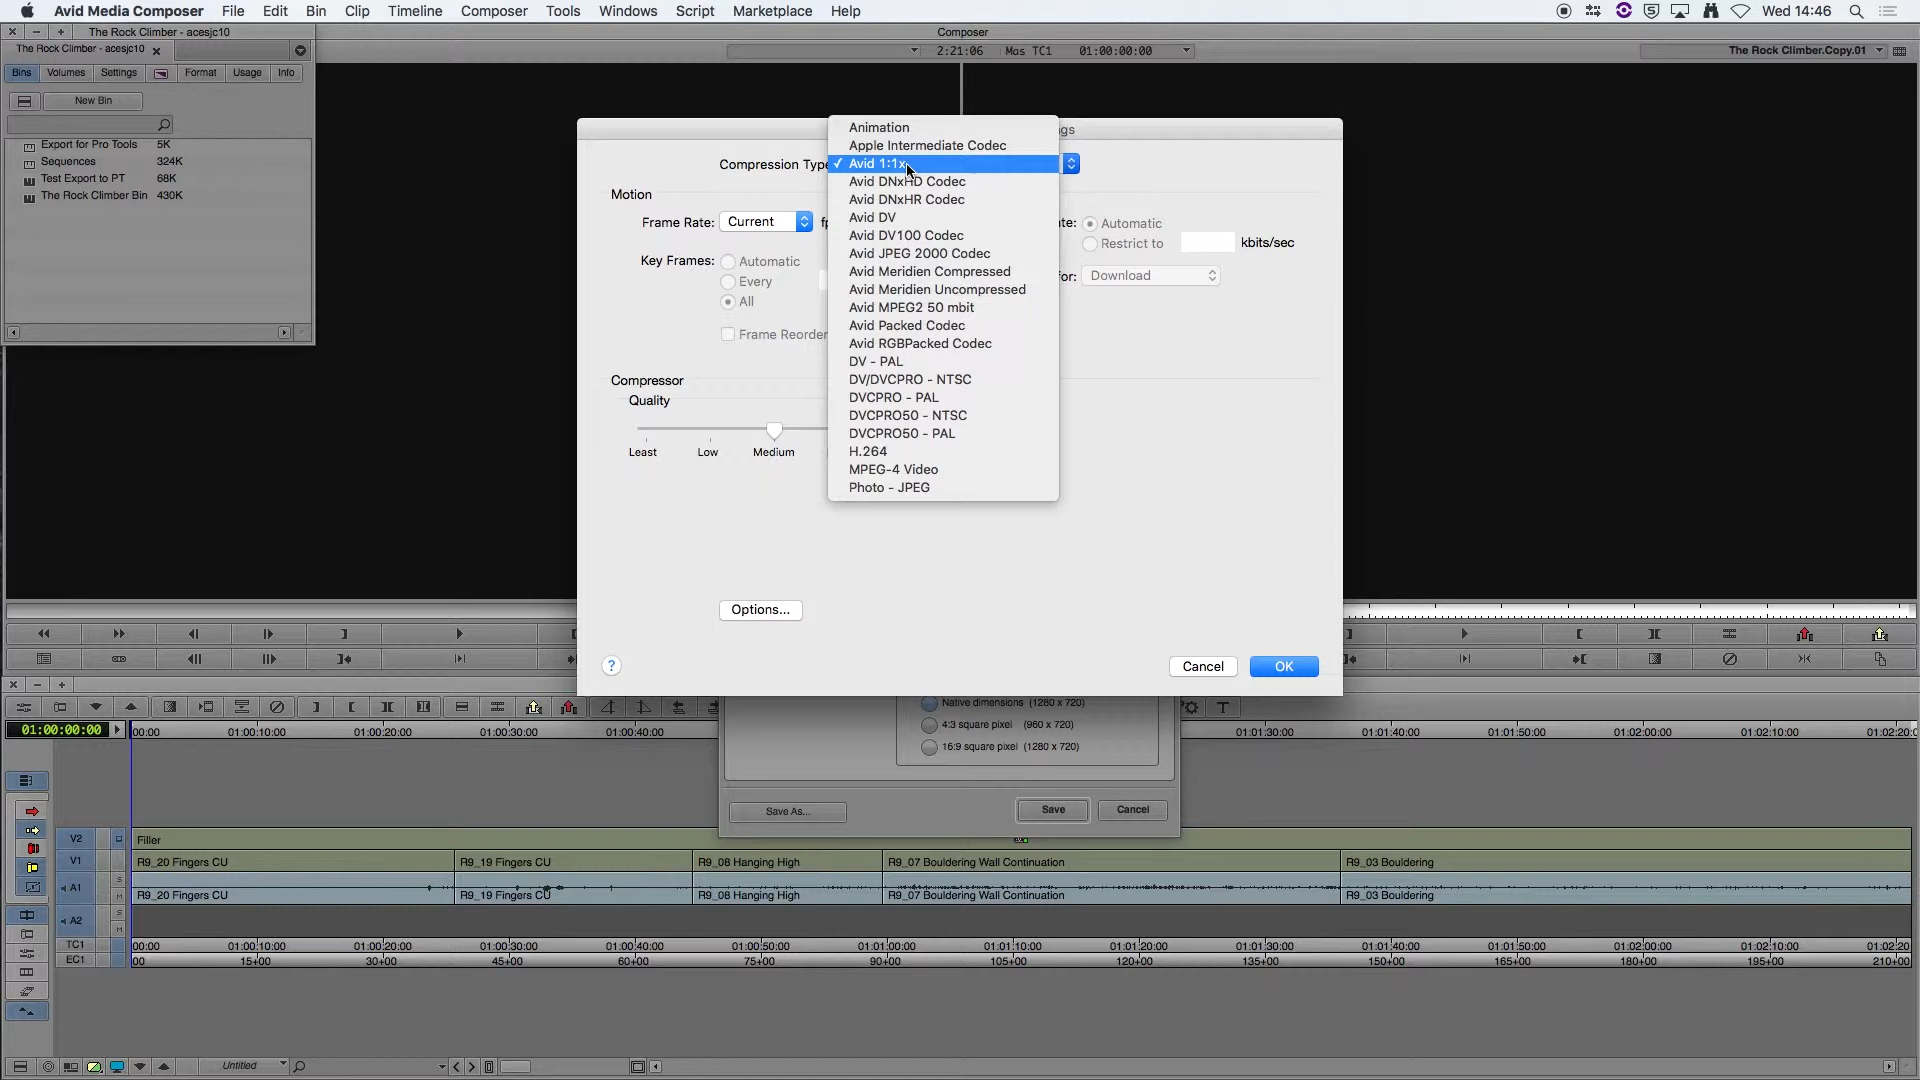 Avid Media Composer File Edit Bin Clip Timeline Composer Tools Windows Script Marketplace Help Wed 14:46
The Rock Climber - acesjc10 Composer
The Rock Climber - acesjc10
2:21:06 Mas TC1 01:00:00:00 The Rock Climber.Copy.01
Bins Volumes Settings Format Usage Info
New Bin
Export for Pro Tools 5K
Sequences 324K
Test Export to PT 68K
The Rock Climber Bin 430K
gs
Compression Type
Motion
Frame Rate: Current fp
Key Frames: Automatic
Every
All
Frame Reorder
Compressor
Quality
Least Low Medium
Animation
Apple Intermediate Codec
✓ Avid 1:1x
Avid DNxHD Codec
Avid DNxHR Codec
Avid DV
Avid DV100 Codec
Avid JPEG 2000 Codec
Avid Meridien Compressed
Avid Meridien Uncompressed
Avid MPEG2 50 mbit
Avid Packed Codec
Avid RGBPacked Codec
DV - PAL
DV/DVCPRO - NTSC
DVCPRO - PAL
DVCPRO50 - NTSC
DVCPRO50 - PAL
H.264
MPEG-4 Video
Photo - JPEG
ate: Automatic
Restrict to kbits/sec
for: Download
Options...
? Cancel OK
Native dimensions (1280 x 720)
4:3 square pixel (960 x 720)
16:9 square pixel (1280 x 720)
Save As... Save Cancel
01:00:00:00 00:00 01:00:10:00 01:00:20:00 01:00:30:00 01:00:40:00 01:01:30:00 01:01:40:00 01:01:50:00 01:02:00:00 01:02:10:00 01:02:20:0
V2 Filler
V1 R9_20 Fingers CU R9_19 Fingers CU R9_08 Hanging High R9_07 Bouldering Wall Continuation R9_03 Bouldering
S
A1 M R9_20 Fingers CU R9_19 Fingers CU R9_08 Hanging High R9_07 Bouldering Wall Continuation R9_03 Bouldering
S
A2 M
TC1 00:00 01:00:10:00 01:00:20:00 01:00:30:00 01:00:40:00 01:00:50:00 01:01:00:00 01:01:10:00 01:01:20:00 01:01:30:00 01:01:40:00 01:01:50:00 01:02:00:00 01:02:10:00 01:02:20
EC1 00 15+00 30+00 45+00 60+00 75+00 90+00 105+00 120+00 135+00 150+00 165+00 180+00 195+00 210+00
Untitled